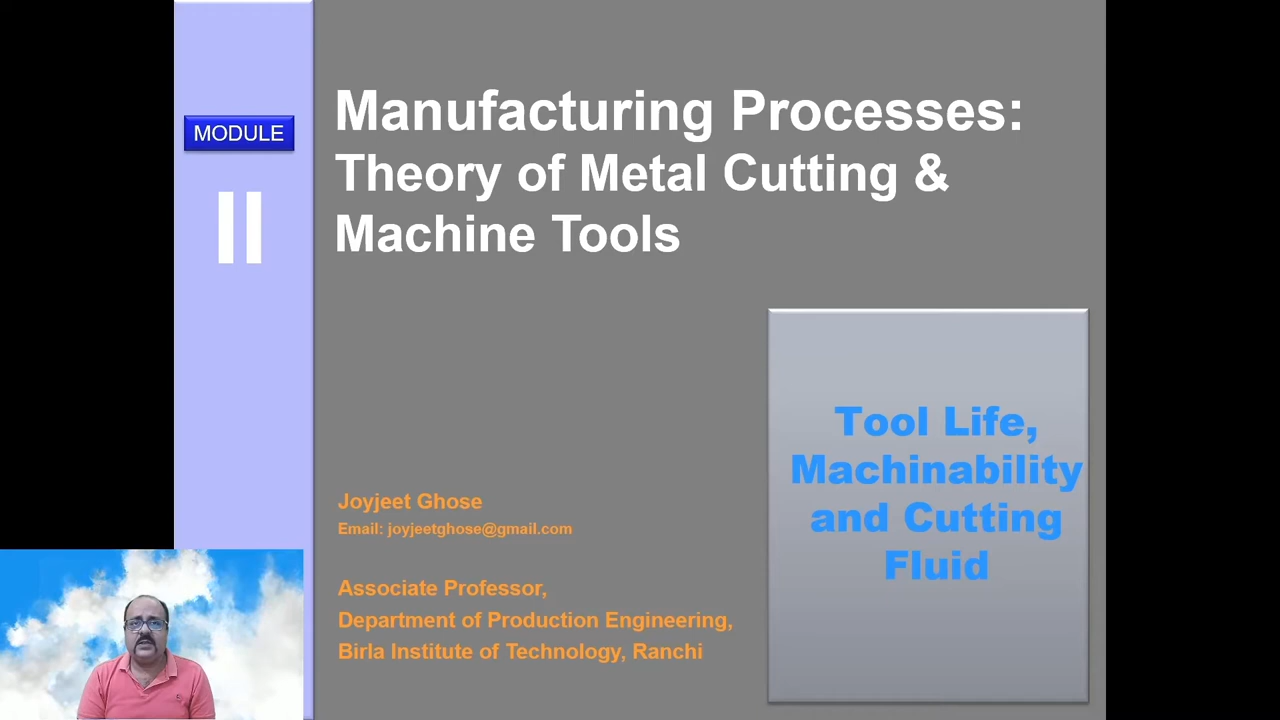 MODULE
II
Manufacturing Processes:
Theory of Metal Cutting &
Machine Tools
Tool Life,
Machinability
and Cutting
Fluid
Joyjeet Ghose
Email: joyjeetghose@gmail.com
Associate Professor,
Department of Production Engineering,
Birla Institute of Technology, Ranchi